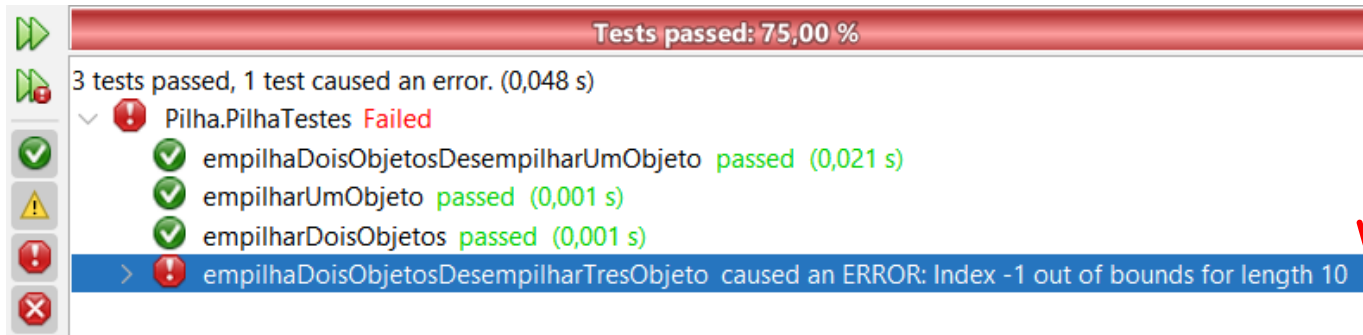 Tests passed: 75,00 %
3 tests passed, 1 test caused an error. (0,048 s)
Pilha.PilhaTestes Failed
empilhaDoisObjetosDesempilharUmObjeto passed (0,021 s)
empilharUmObjeto passed (0,001 s)
empilharDoisObjetos passed (0,001 s)
empilhaDoisObjetosDesempilharTresObjeto caused an ERROR: Index -1 out of bounds for length 10